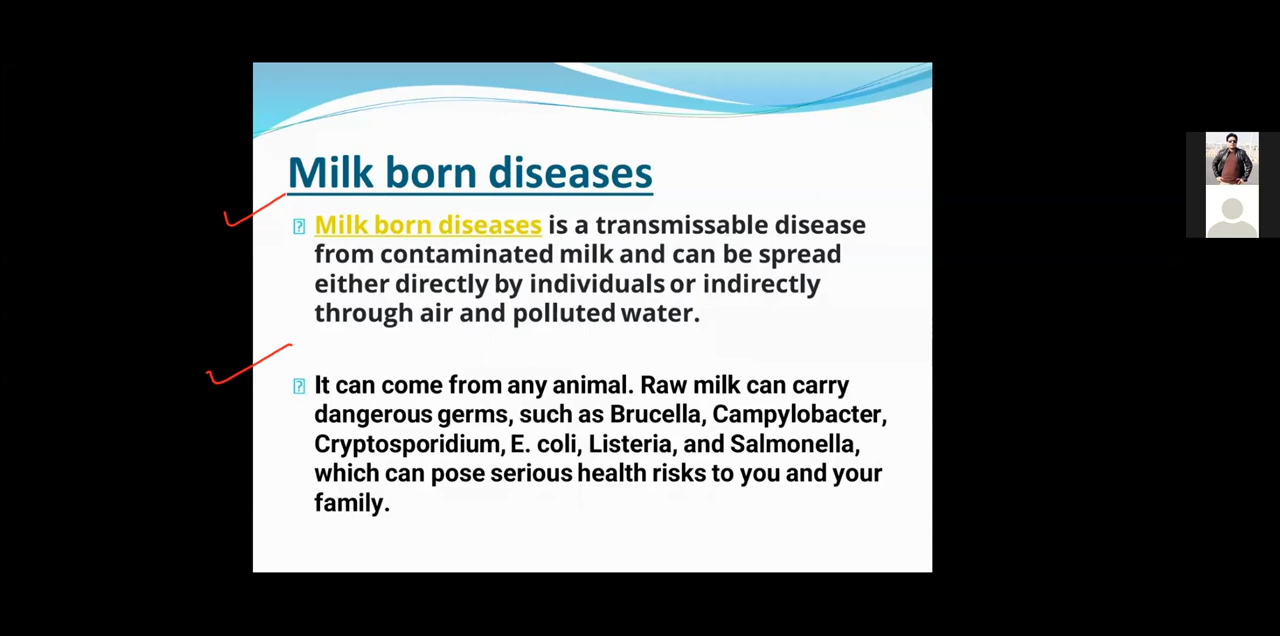 Milk born diseases
Milk born diseases is a transmissable disease
from contaminated milk and can be spread
either directly by individuals or indirectly
through air and polluted water.
It can come from any animal. Raw milk can carry
dangerous germs, such as Brucella, Campylobacter,
Cryptosporidium, E. coli, Listeria, and Salmonella,
which can pose serious health risks to you and your
family.